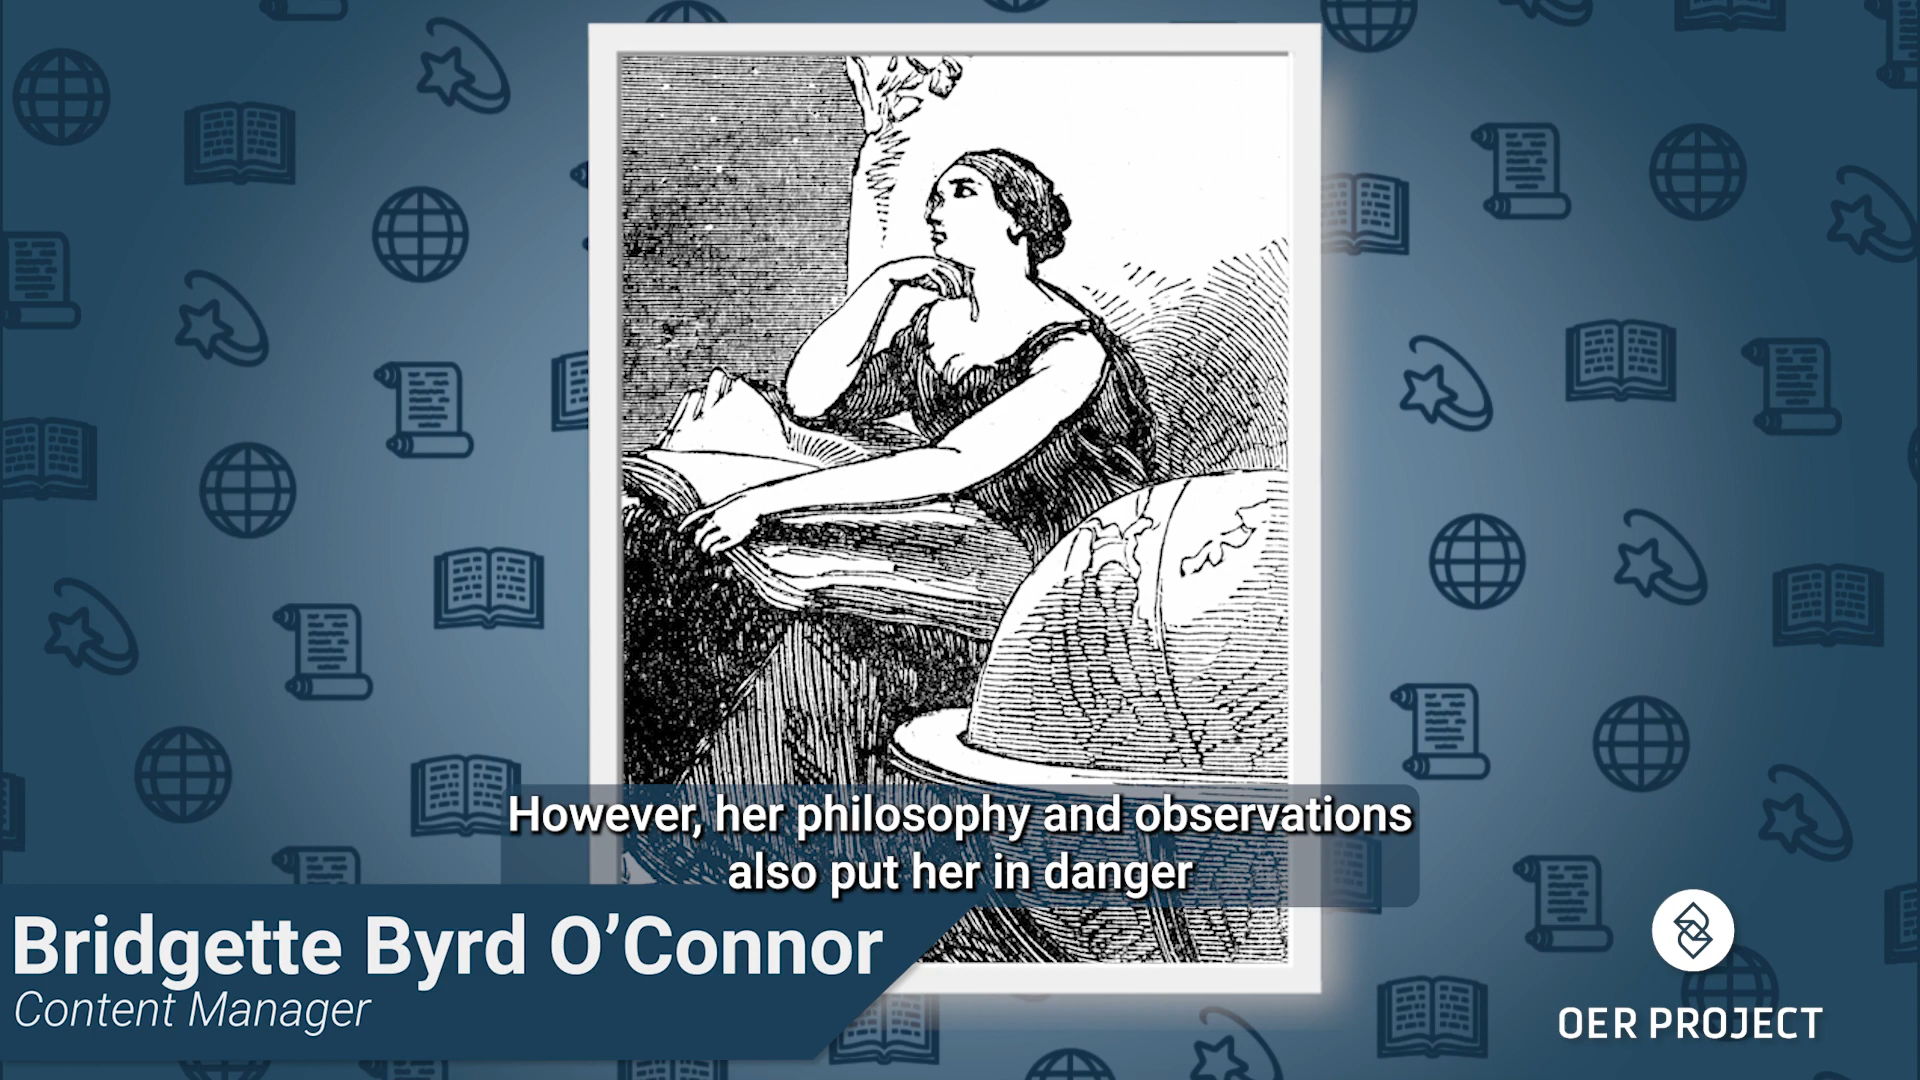 However, her philosophy and observations
also put her in danger
Bridgette Byrd O’Connor
Content Manager
OER PROJECT